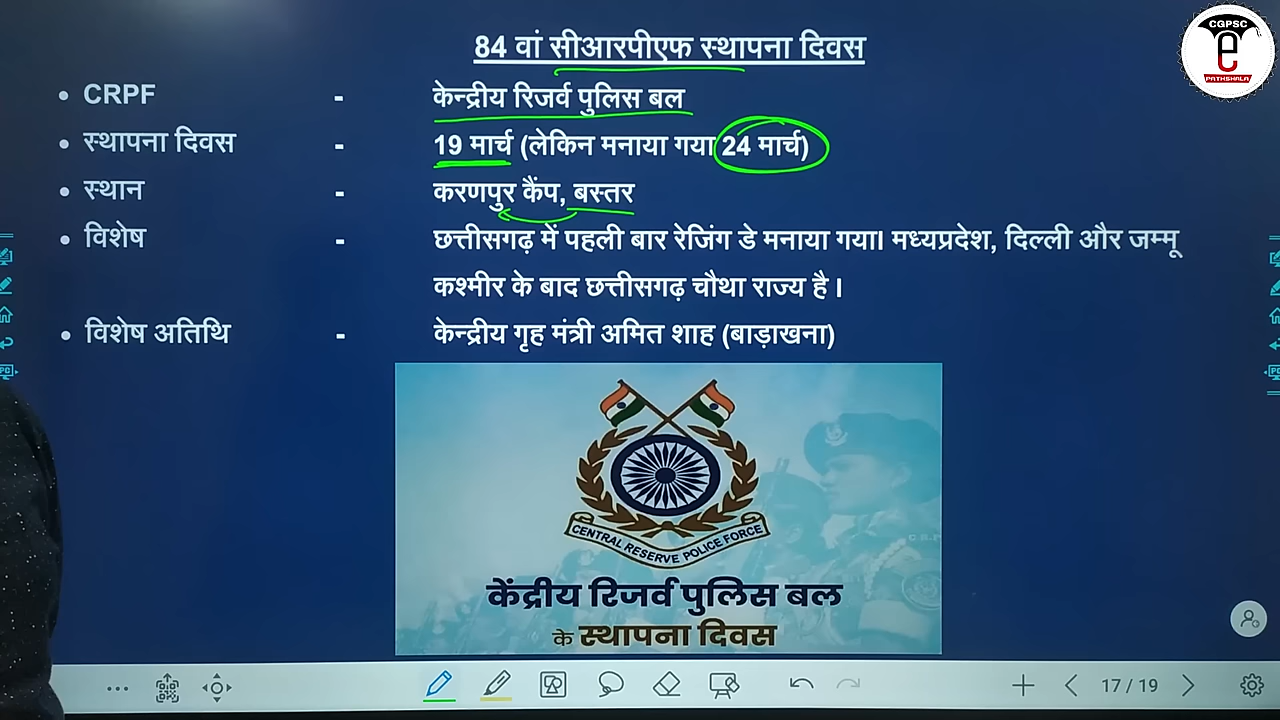 84 वां सीआरपीएफ स्थापना दिवस
CGPSC
e
PATHSHALA
• CRPF - केन्द्रीय रिजर्व पुलिस बल
• स्थापना दिवस - 19 मार्च (लेकिन मनाया गया 24 मार्च)
• स्थान - करणपुर कैंप, बस्तर
• विशेष - छत्तीसगढ़ में पहली बार रेजिंग डे मनाया गया। मध्यप्रदेश, दिल्ली और जम्मू
कश्मीर के बाद छत्तीसगढ़ चौथा राज्य है।
• विशेष अतिथि - केन्द्रीय गृह मंत्री अमित शाह (बाड़ाखना)
CENTRAL RESERVE POLICE FORCE
केंद्रीय रिजर्व पुलिस बल
के स्थापना दिवस
17 / 19